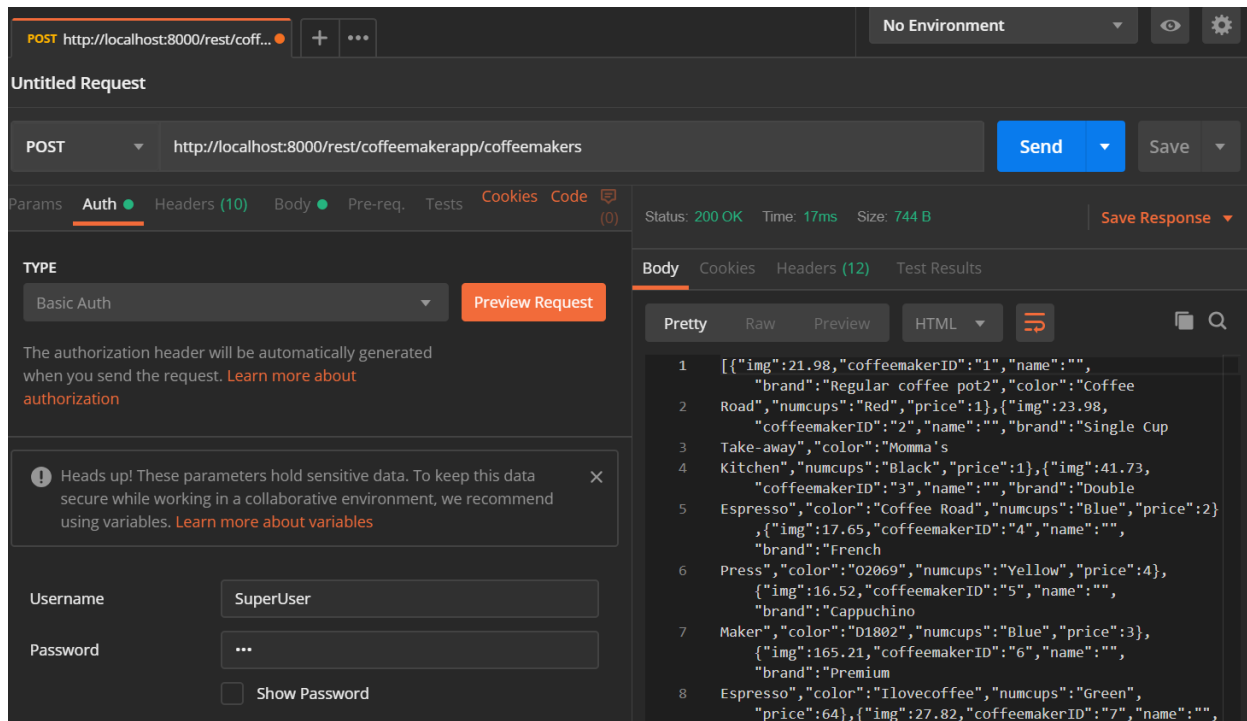 POST http://localhost:8000/rest/coff...
No Environment
Untitled Request
POST
http://localhost:8000/rest/coffeemakerapp/coffeemakers
Send
Save
Params Auth Headers (10) Body Pre-req. Tests Cookies Code (0)
TYPE
Basic Auth
Preview Request
The authorization header will be automatically generated
when you send the request. Learn more about
authorization
Heads up! These parameters hold sensitive data. To keep this data
secure while working in a collaborative environment, we recommend
using variables. Learn more about variables
Username SuperUser
Password •••
Show Password
Status: 200 OK Time: 17ms Size: 744 B Save Response
Body Cookies Headers (12) Test Results
Pretty Raw Preview HTML
1 [{"img":21.98,"coffeemakerID":"1","name":"",
"brand":"Regular coffee pot2","color":"Coffee
2 Road","numcups":"Red","price":1},{"img":23.98,
"coffeemakerID":"2","name":"","brand":"Single Cup
3 Take-away","color":"Momma's
4 Kitchen","numcups":"Black","price":1},{"img":41.73,
"coffeemakerID":"3","name":"","brand":"Double
5 Espresso","color":"Coffee Road","numcups":"Blue","price":2}
,{"img":17.65,"coffeemakerID":"4","name":"",
"brand":"French
6 Press","color":"O2069","numcups":"Yellow","price":4},
{"img":16.52,"coffeemakerID":"5","name":"",
"brand":"Cappuchino
7 Maker","color":"D1802","numcups":"Blue","price":3},
{"img":165.21,"coffeemakerID":"6","name":"",
"brand":"Premium
8 Espresso","color":"Ilovecoffee","numcups":"Green",
"price":64},{"img":27.82,"coffeemakerID":"7","name":"",